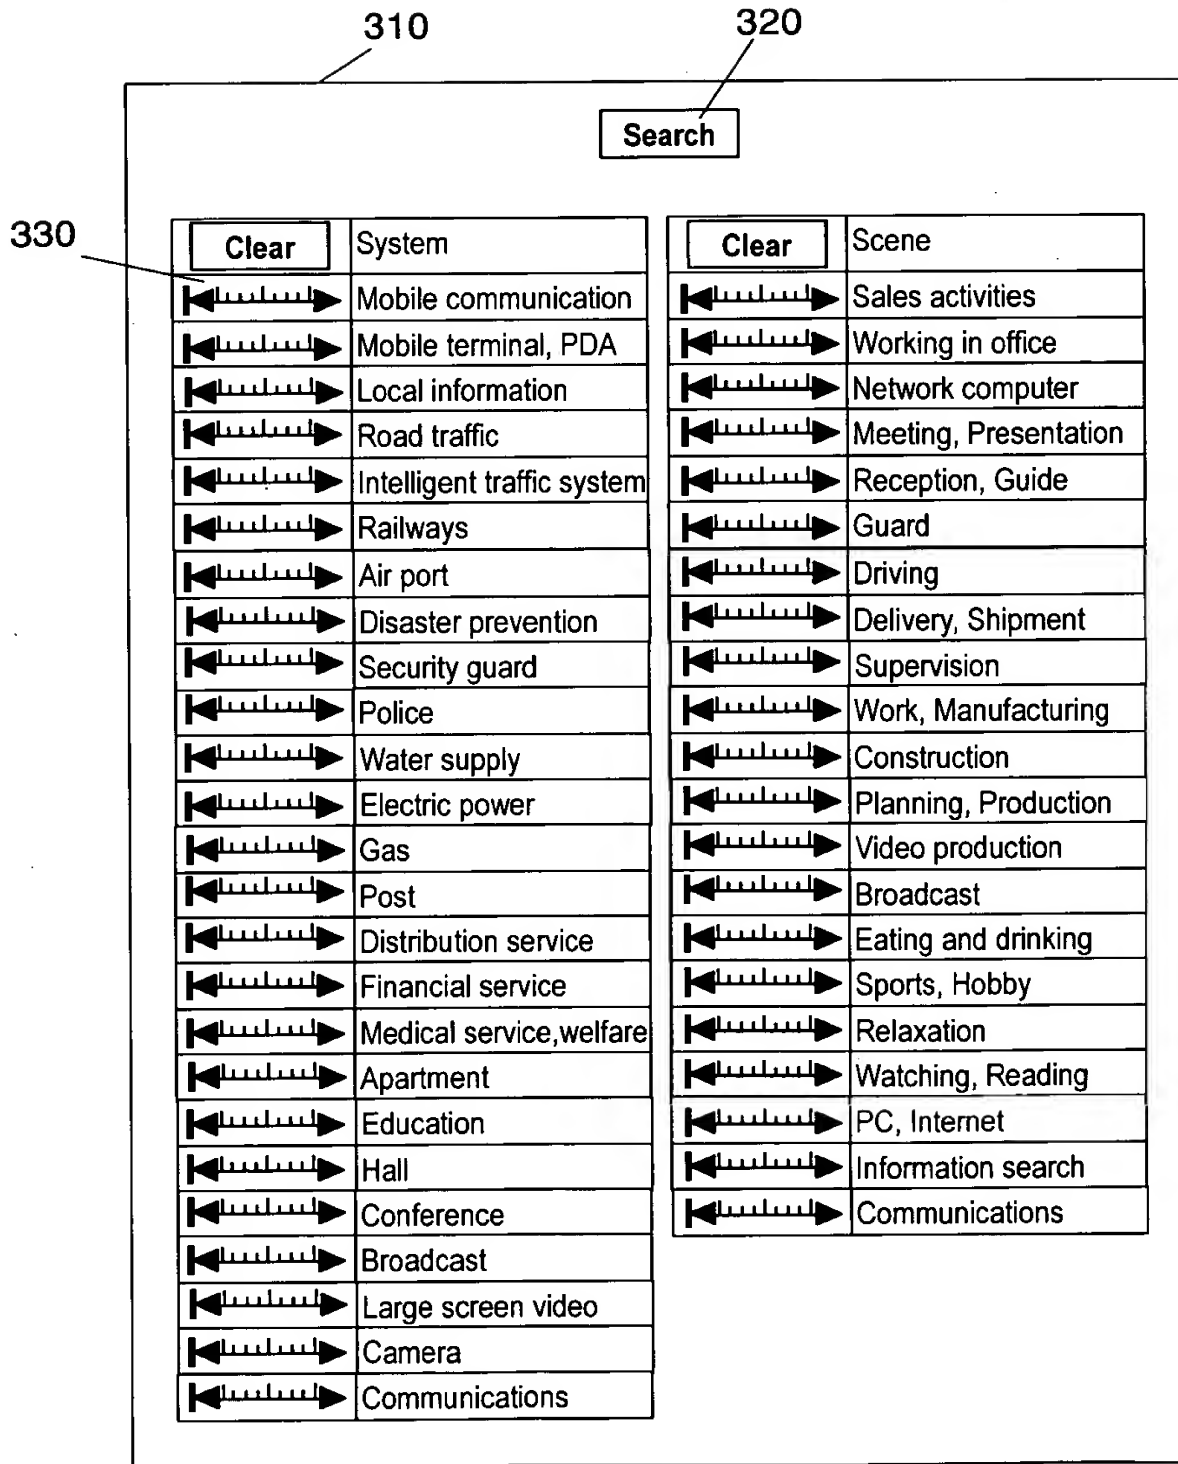 310
320
Search
330
Clear System
Mobile communication
Mobile terminal, PDA
Local information
Road traffic
Intelligent traffic system
Railways
Air port
Disaster prevention
Security guard
Police
Water supply
Electric power
Gas
Post
Distribution service
Financial service
Medical service,welfare
Apartment
Education
Hall
Conference
Broadcast
Large screen video
Camera
Communications
Clear Scene
Sales activities
Working in office
Network computer
Meeting, Presentation
Reception, Guide
Guard
Driving
Delivery, Shipment
Supervision
Work, Manufacturing
Construction
Planning, Production
Video production
Broadcast
Eating and drinking
Sports, Hobby
Relaxation
Watching, Reading
PC, Internet
Information search
Communications